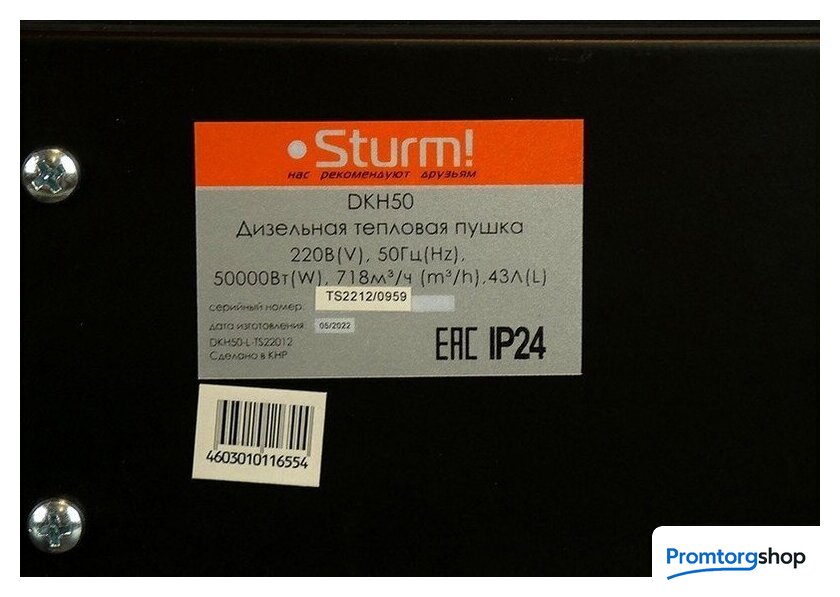 Sturm!
нас рекомендуют друзьям
DKH50
Дизельная тепловая пушка
220В(V), 50Гц(Hz),
50000Вт(W), 718м³/ч (m³/h),43Л(L)
серийный номер: TS2212/0959
дата изготовления: 05/2022
DKH50-L-TS22012
Сделано в КНР
EAC IP24
4603010116554
Promtorgshop